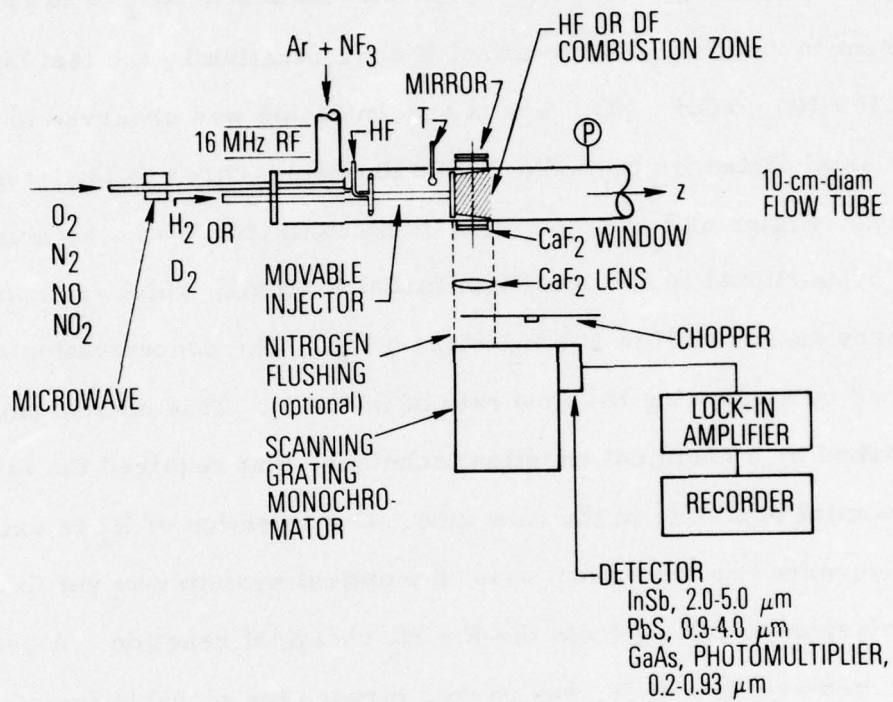 Ar + NF3
HF OR DF
COMBUSTION ZONE
MIRROR
16 MHz RF
HF
T
P
z
10-cm-diam
FLOW TUBE
O2
N2
NO
NO2
H2 OR
D2
MOVABLE
INJECTOR
CaF2 WINDOW
CaF2 LENS
CHOPPER
MICROWAVE
NITROGEN
FLUSHING
(optional)
SCANNING
GRATING
MONOCHRO-
MATOR
LOCK-IN
AMPLIFIER
RECORDER
DETECTOR
InSb, 2.0-5.0 μm
PbS, 0.9-4.0 μm
GaAs, PHOTOMULTIPLIER,
0.2-0.93 μm